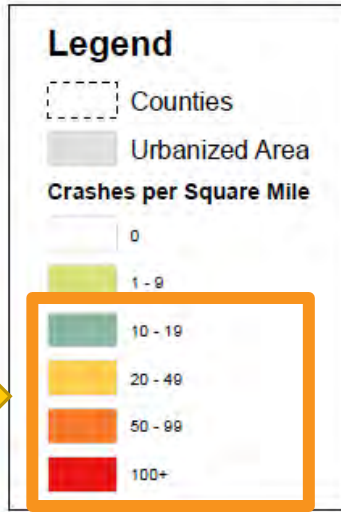 Legend
Counties
Urbanized Area
Crashes per Square Mile
0
1 - 9
10 - 19
20 - 49
50 - 99
100+